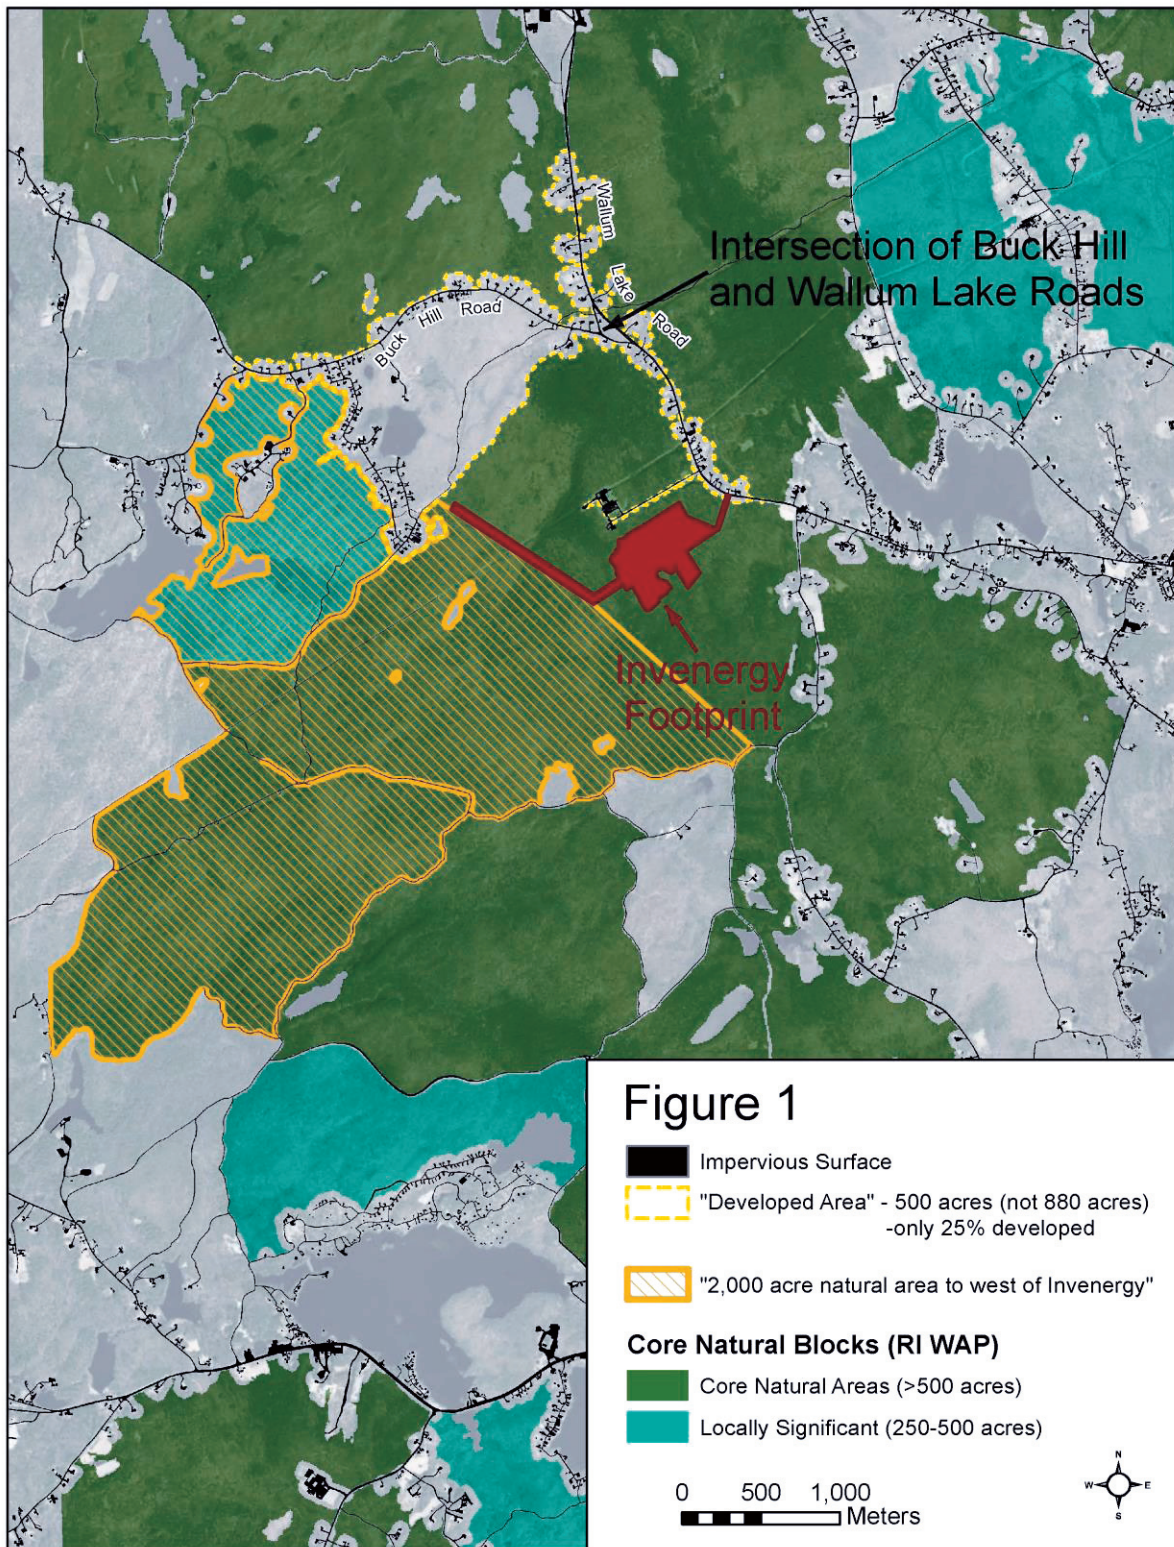 Wallum
Lake
Road
Intersection of Buck Hill
and Wallum Lake Roads
Buck Hill Road
Invenergy
Footprint
Figure 1
Impervious Surface
"Developed Area" - 500 acres (not 880 acres)
-only 25% developed
"2,000 acre natural area to west of Invenergy"
Core Natural Blocks (RI WAP)
Core Natural Areas (>500 acres)
Locally Significant (250-500 acres)
0 500 1,000
Meters
N
W E
S